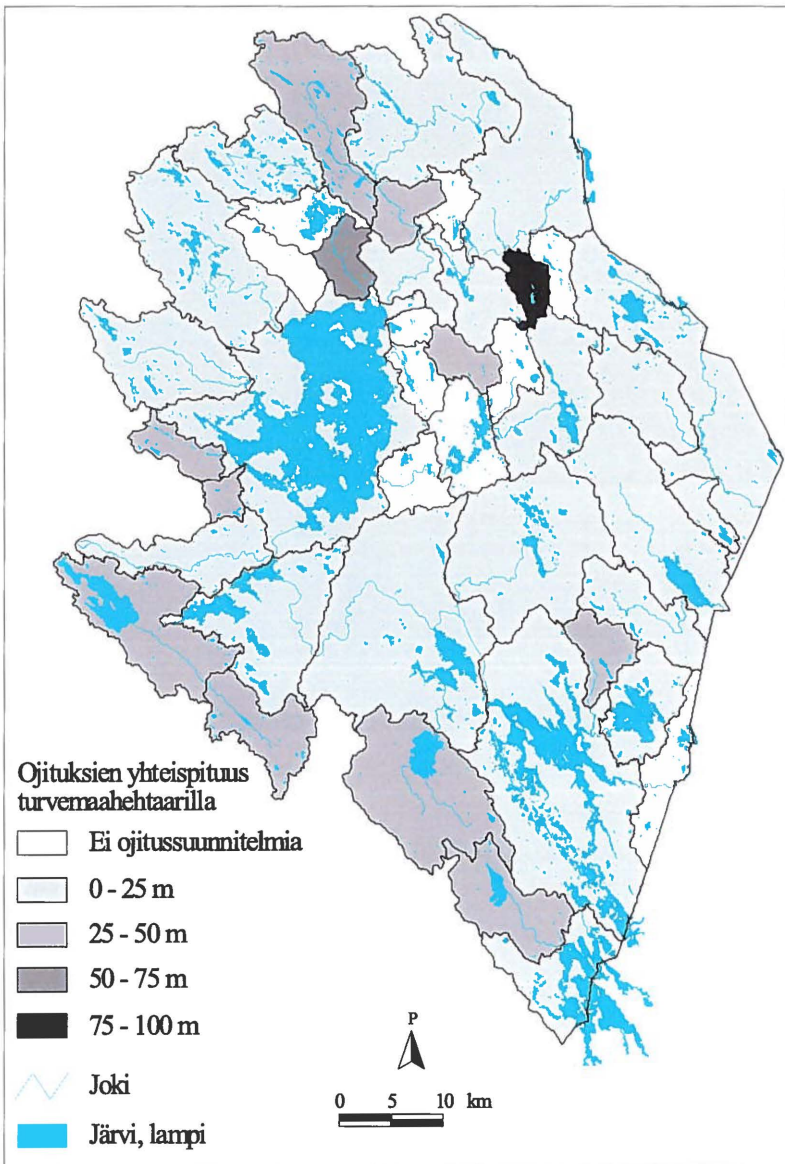 Ojituksien yhteispituus
turvemaahehtaarilla
Ei ojitussuunnitelmia
0 - 25 m
25 - 50 m
50 - 75 m
75 - 100 m
Joki
Järvi, lampi
P
0 5 10 km